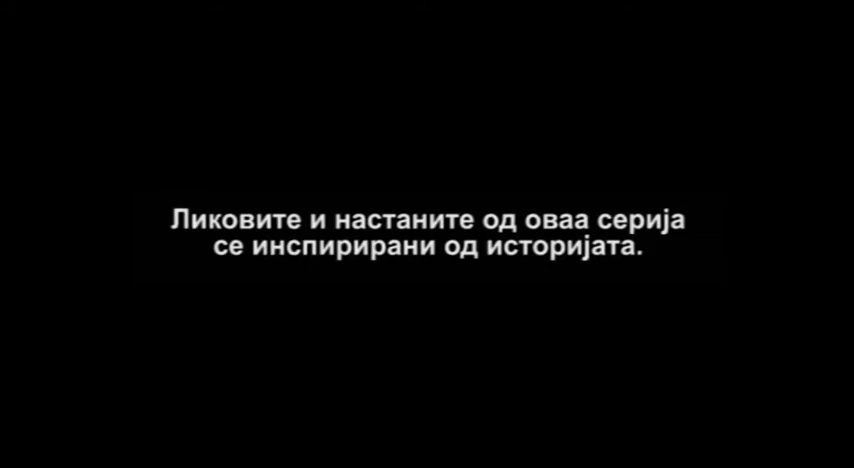 Ликовите и настаните од оваа серија
се инспирирани од историјата.